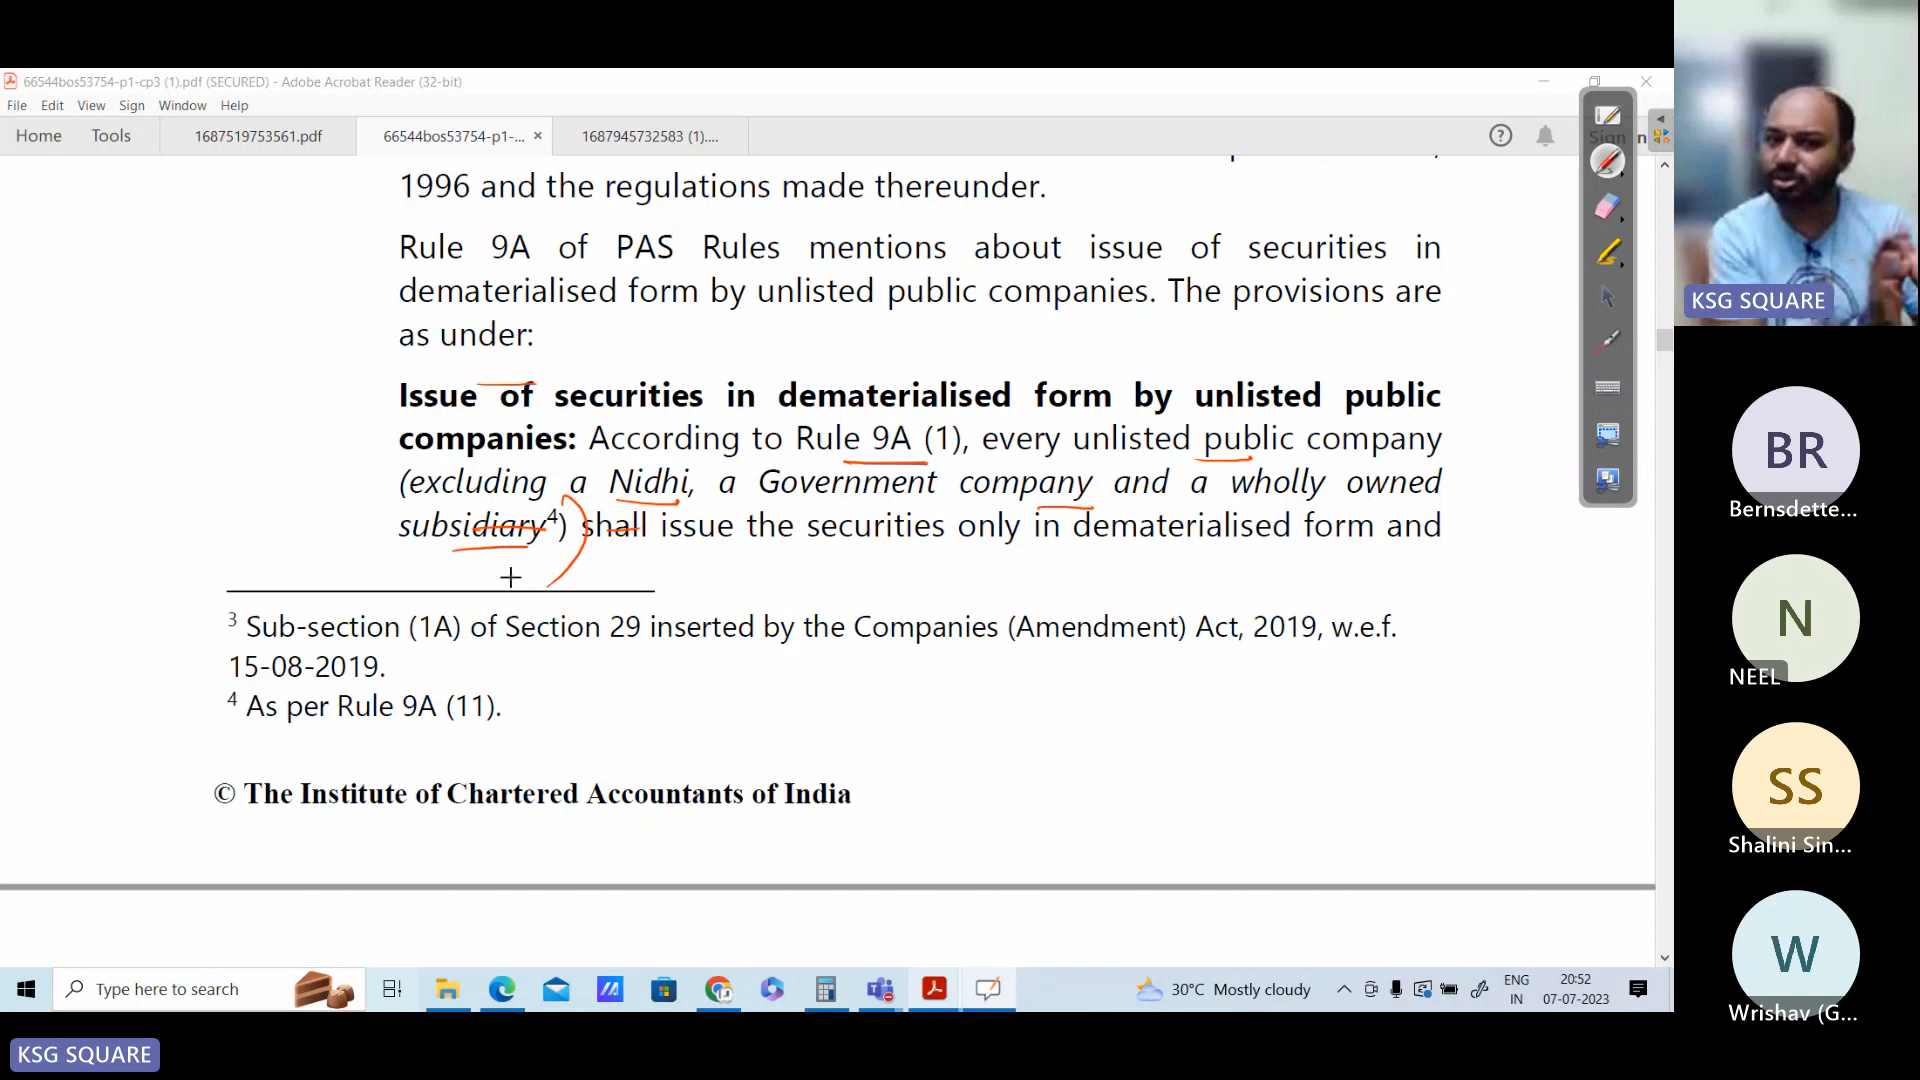 66544bos53754-p1-cp3 (1).pdf (SECURED) - Adobe Acrobat Reader (32-bit)
File Edit View Sign Window Help
Home Tools 1687519753561.pdf 66544bos53754-p1-... × 1687945732583 (1)....
1996 and the regulations made thereunder.
Rule 9A of PAS Rules mentions about issue of securities in
dematerialised form by unlisted public companies. The provisions are
as under:
Issue of securities in dematerialised form by unlisted public
companies: According to Rule 9A (1), every unlisted public company
(excluding a Nidhi, a Government company and a wholly owned
subsidiary4) shall issue the securities only in dematerialised form and
3 Sub-section (1A) of Section 29 inserted by the Companies (Amendment) Act, 2019, w.e.f.
15-08-2019.
4 As per Rule 9A (11).
© The Institute of Chartered Accountants of India
KSG SQUARE
BR
Bernsdette...
N
NEEL
SS
Shalini Sin...
W
Wrishav (G...
Type here to search
30°C Mostly cloudy
ENG
IN
20:52
07-07-2023
KSG SQUARE